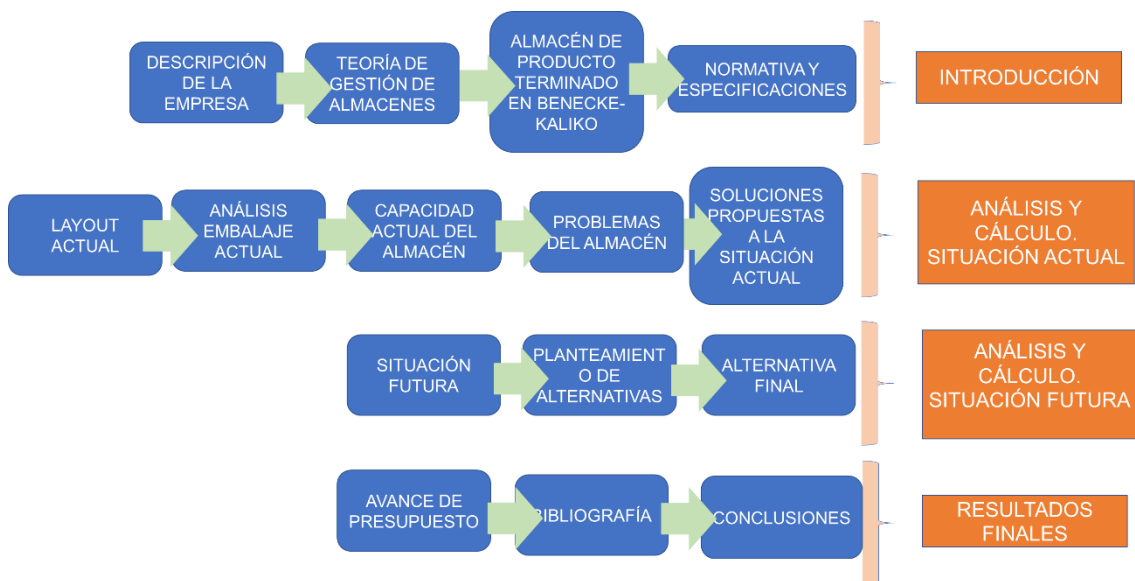 DESCRIPCIÓN
DE LA
EMPRESA
TEORÍA DE
GESTIÓN DE
ALMACENES
ALMACÉN DE
PRODUCTO
TERMINADO
EN BENECKE-
KALIKO
NORMATIVA Y
ESPECIFICACIONES
INTRODUCCIÓN
LAYOUT
ACTUAL
ANÁLISIS
EMBALAJE
ACTUAL
CAPACIDAD
ACTUAL DEL
ALMACÉN
PROBLEMAS
DEL ALMACÉN
SOLUCIONES
PROPUESTAS
A LA
SITUACIÓN
ACTUAL
ANÁLISIS Y
CÁLCULO.
SITUACIÓN ACTUAL
SITUACIÓN
FUTURA
PLANTEAMIENT
O DE
ALTERNATIVAS
ALTERNATIVA
FINAL
ANÁLISIS Y
CÁLCULO.
SITUACIÓN FUTURA
AVANCE DE
PRESUPUESTO
BIBLIOGRAFÍA
CONCLUSIONES
RESULTADOS
FINALES